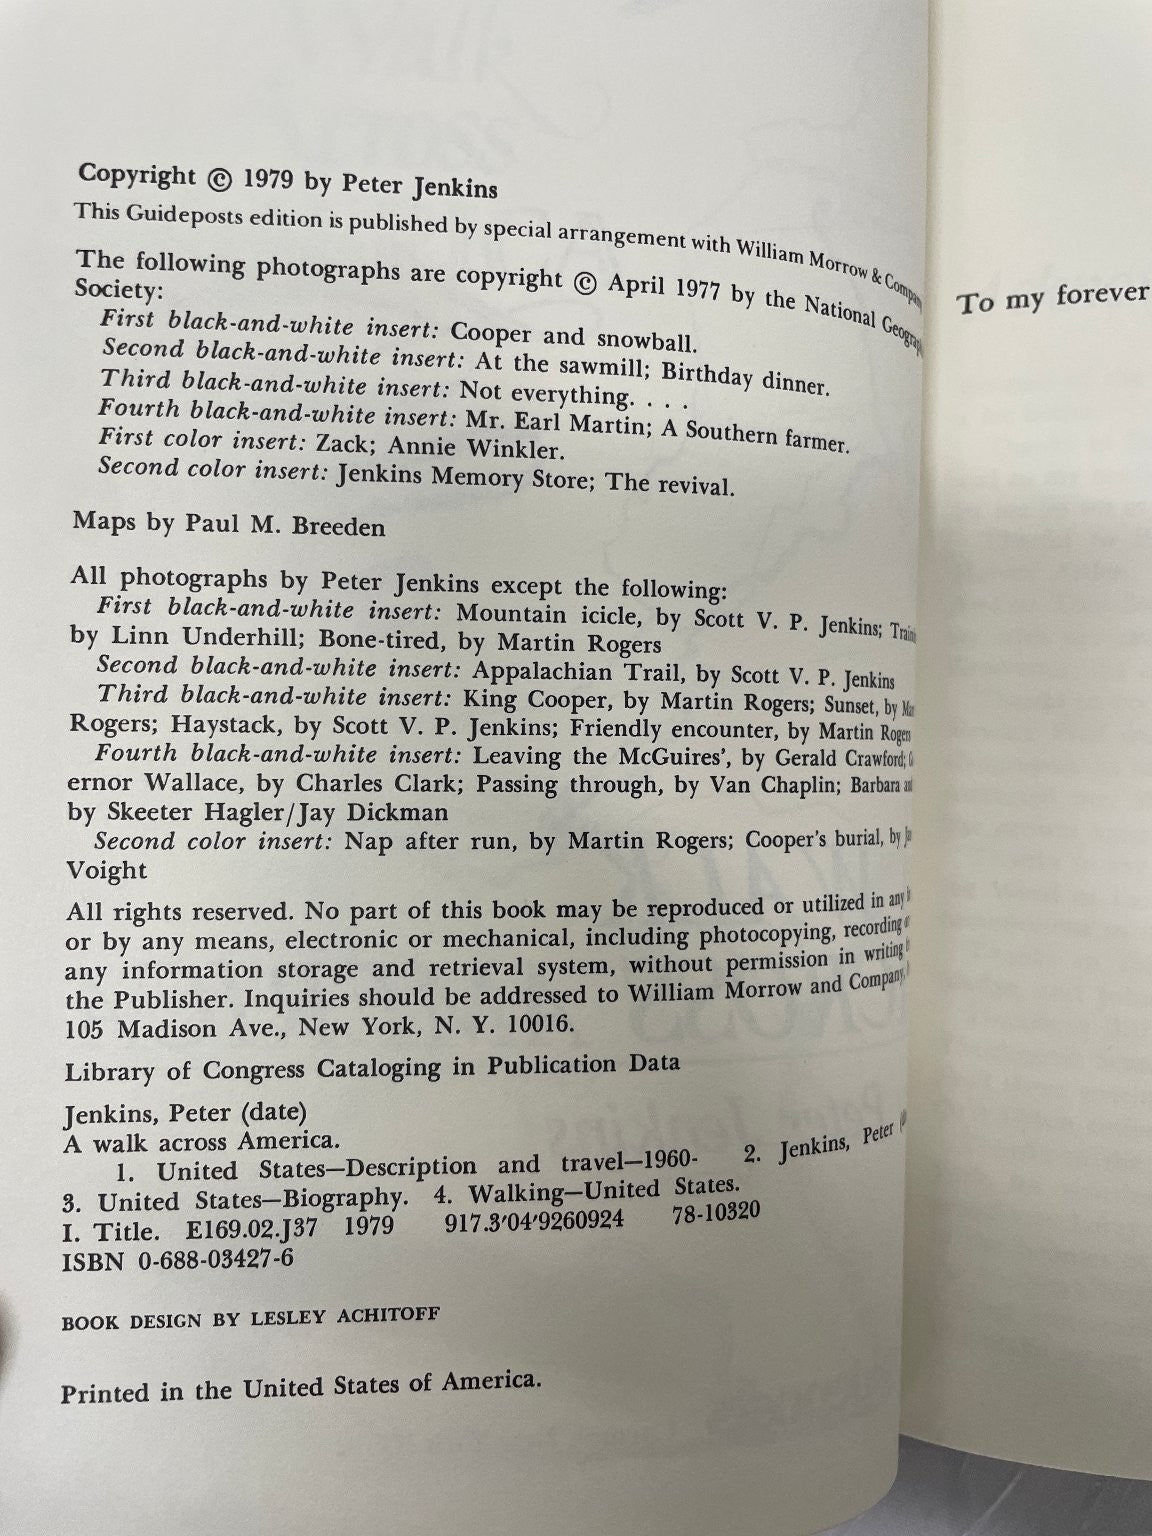 Copyright © 1979 by Peter Jenkins
This Guideposts edition is published by special arrangement with William Morrow & Company
The following photographs are copyright © April 1977 by the National Geograph
Society:
First black-and-white insert: Cooper and snowball.
Second black-and-white insert: At the sawmill; Birthday dinner.
Third black-and-white insert: Not everything. . . .
Fourth black-and-white insert: Mr. Earl Martin; A Southern farmer.
First color insert: Zack; Annie Winkler.
Second color insert: Jenkins Memory Store; The revival.
Maps by Paul M. Breeden
All photographs by Peter Jenkins except the following:
First black-and-white insert: Mountain icicle, by Scott V. P. Jenkins;
by Linn Underhill; Bone-tired, by Martin Rogers
Second black-and-white insert: Appalachian Trail, by Scott V. P. Jenkins
Third black-and-white insert: King Cooper, by Martin Rogers; Sunset, by
Rogers; Haystack, by Scott V. P. Jenkins; Friendly encounter, by Martin Rogers
Fourth black-and-white insert: Leaving the McGuires', by Gerald Crawford;
ernor Wallace, by Charles Clark; Passing through, by Van Chaplin; Barbara
by Skeeter Hagler/Jay Dickman
Second color insert: Nap after run, by Martin Rogers; Cooper's burial, by
Voight
All rights reserved. No part of this book may be reproduced or utilized in any
or by any means, electronic or mechanical, including photocopying, recording
any information storage and retrieval system, without permission in writing
the Publisher. Inquiries should be addressed to William Morrow and Company,
105 Madison Ave., New York, N. Y. 10016.
Library of Congress Cataloging in Publication Data
Jenkins, Peter (date)
A walk across America.
1. United States—Description and travel—1960- 2. Jenkins, Peter
3. United States—Biography. 4. Walking—United States.
I. Title. E169.02.J37 1979 917.3'04'9260924 78-10320
ISBN 0-688-03427-6
BOOK DESIGN BY LESLEY ACHITOFF
Printed in the United States of America.
To my forever